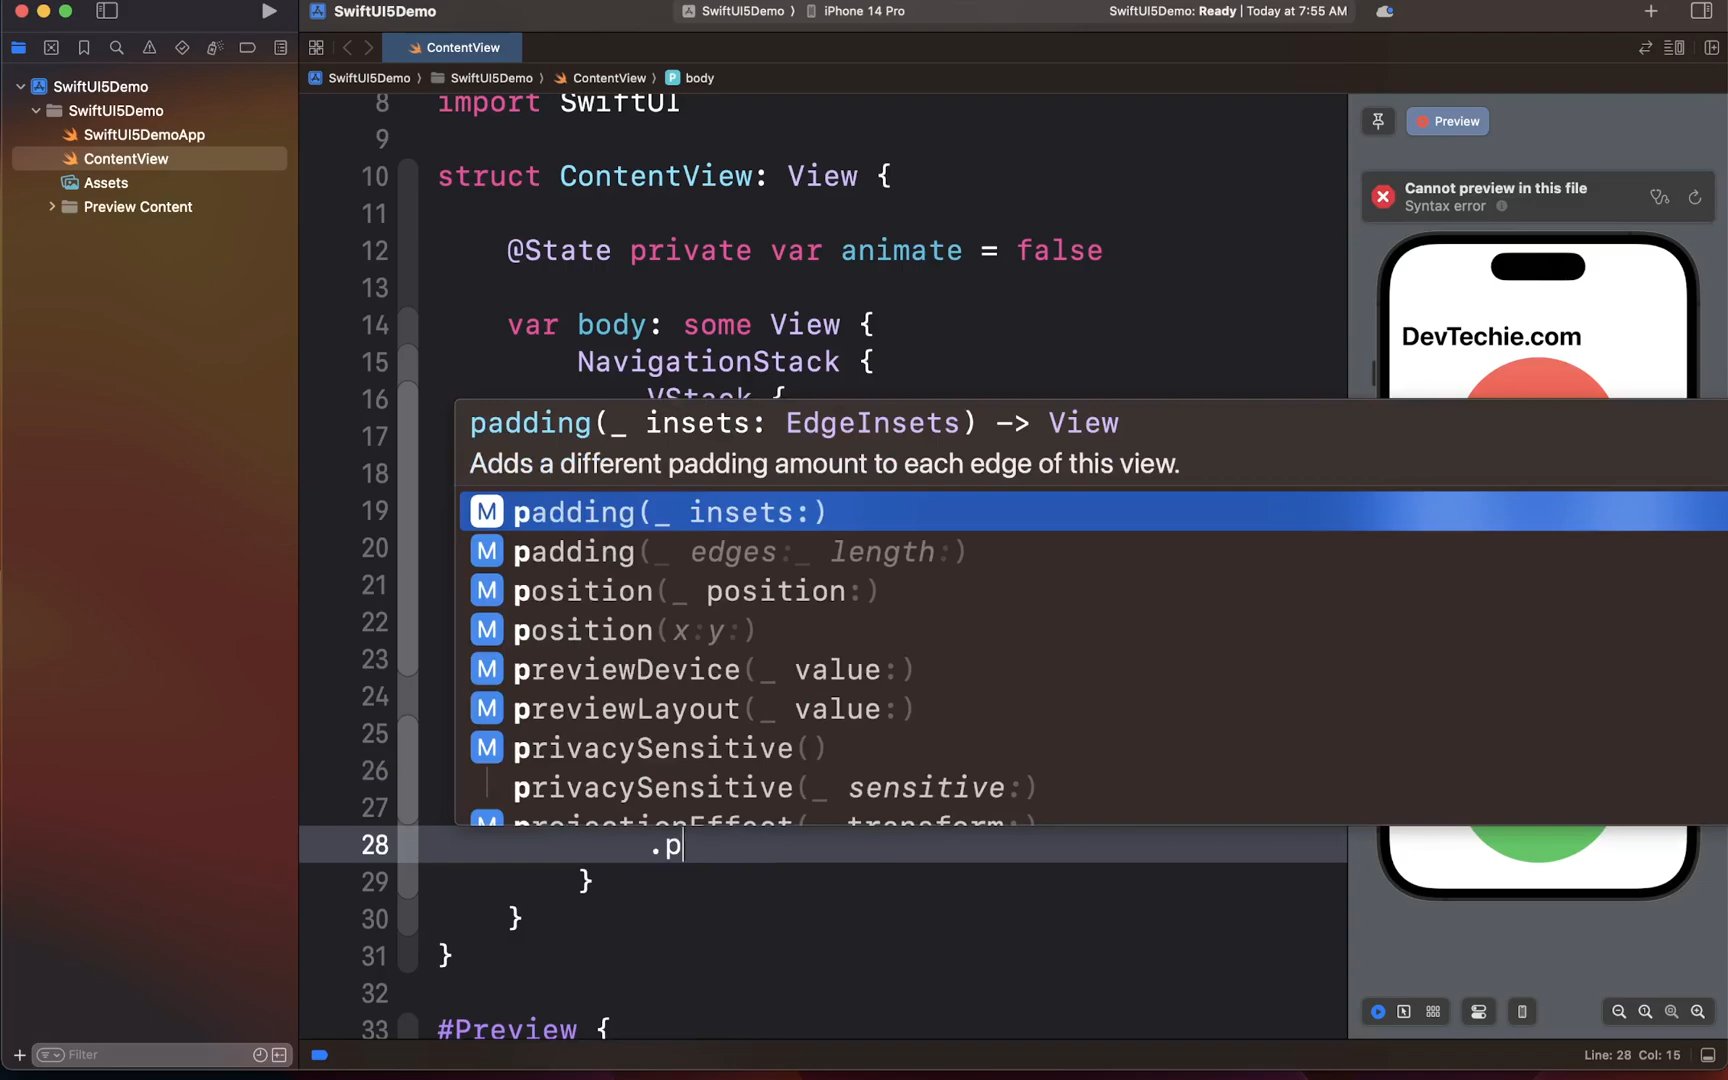 SwiftUI5Demo
SwiftUI5Demo 〉 iPhone 14 Pro
SwiftUI5Demo: Ready | Today at 7:55 AM
ContentView
SwiftUI5Demo 〉 SwiftUI5Demo 〉 ContentView 〉 P body
SwiftUI5Demo
SwiftUI5Demo
SwiftUI5DemoApp
ContentView
Assets
Preview Content
8 import SwiftUI
9
10 struct ContentView: View {
11
12 @State private var animate = false
13
14 var body: some View {
15 NavigationStack {
16 VStack {
17
18
19
20
21
22
23
24
25
26
27
padding(_ insets: EdgeInsets) -> View
Adds a different padding amount to each edge of this view.
M padding(_ insets:)
M padding(_ edges:_ length:)
M position(_ position:)
M position(x:y:)
M previewDevice(_ value:)
M previewLayout(_ value:)
M privacySensitive()
privacySensitive(_ sensitive:)
M projectionEffect(_ transform:)
28 .p
29 }
30 }
31 }
32
33 #Preview {
Preview
Cannot preview in this file
Syntax error
DevTechie.com
Filter
Line: 28 Col: 15